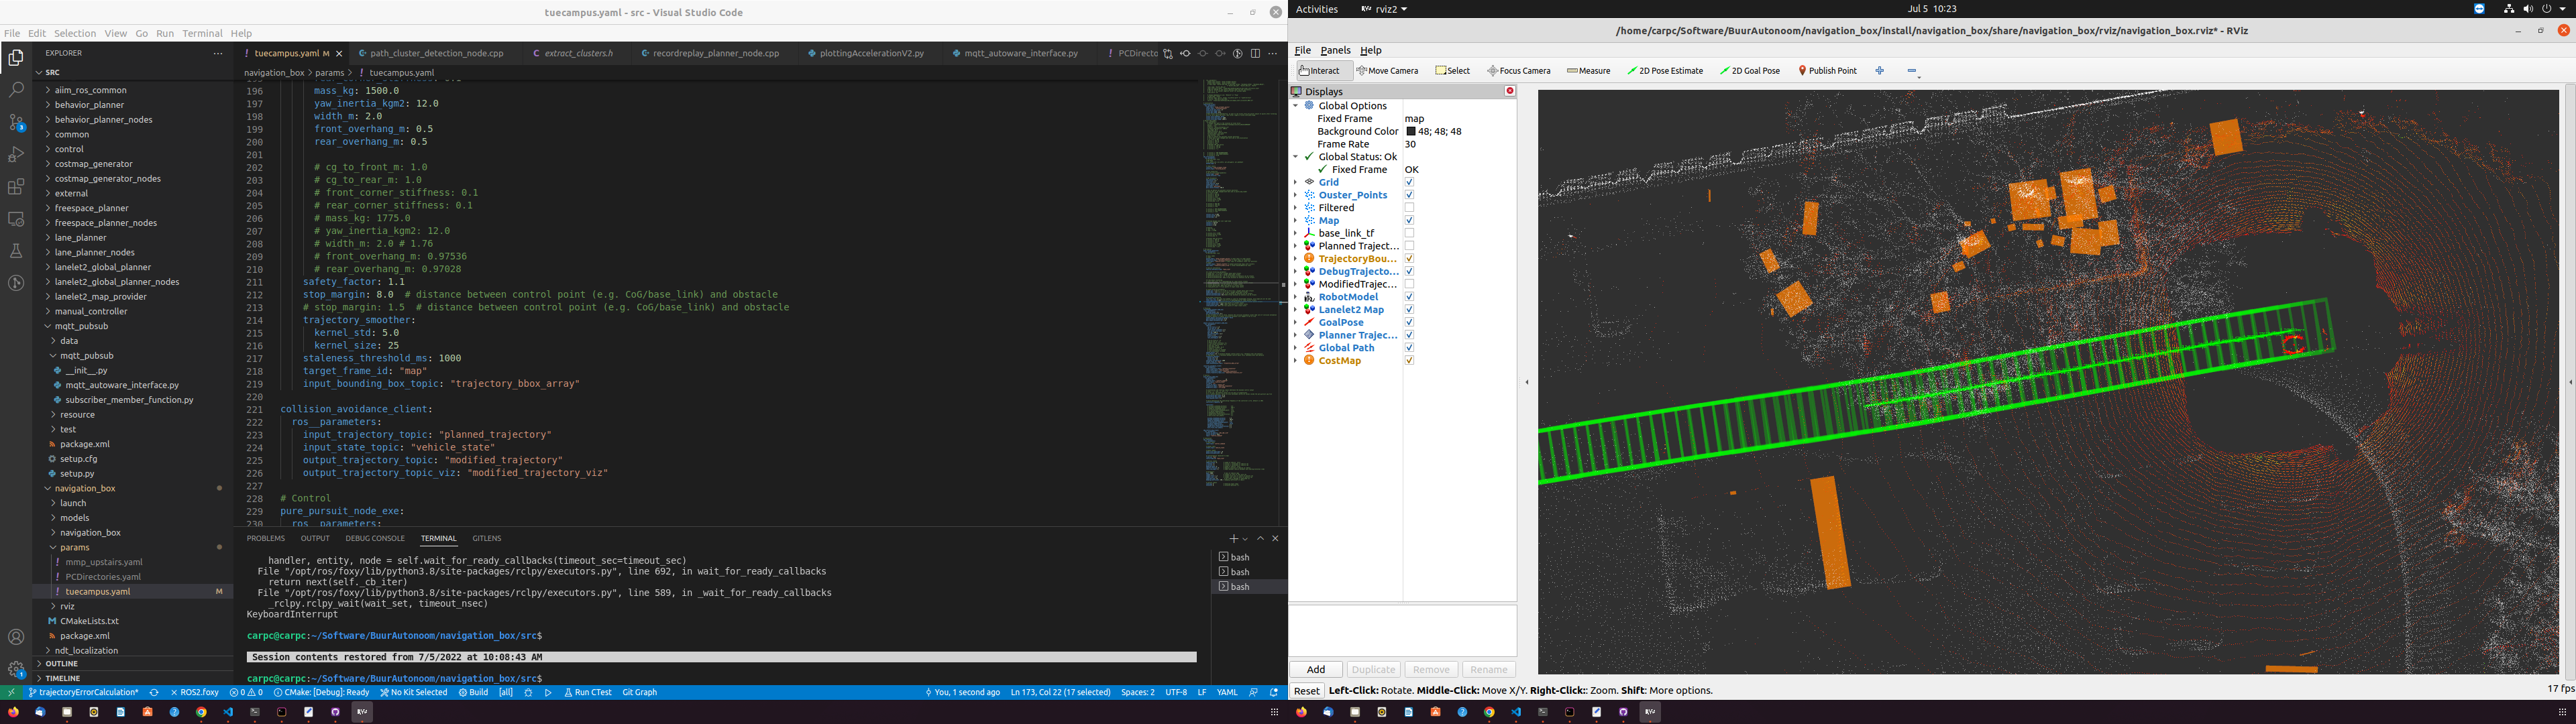 tuecampus.yaml - src - Visual Studio Code
File Edit Selection View Go Run Terminal Help
EXPLORER
SRC
aiim_ros_common
behavior_planner
behavior_planner_nodes
common
control
costmap_generator
costmap_generator_nodes
external
freespace_planner
freespace_planner_nodes
lane_planner
lane_planner_nodes
lanelet2_global_planner
lanelet2_global_planner_nodes
lanelet2_map_provider
manual_controller
mqtt_pubsub
data
mqtt_pubsub
__init__.py
mqtt_autoware_interface.py
subscriber_member_function.py
resource
test
package.xml
setup.cfg
setup.py
navigation_box
launch
models
navigation_box
params
mmp_upstairs.yaml
PCDirectories.yaml
tuecampus.yaml M
rviz
CMakeLists.txt
package.xml
ndt_localization
OUTLINE
TIMELINE
tuecampus.yaml M path_cluster_detection_node.cpp extract_clusters.h recordreplay_planner_node.cpp plottingAccelerationV2.py mqtt_autoware_interface.py PCDirecto
navigation_box > params > ! tuecampus.yaml
196 mass_kg: 1500.0
197 yaw_inertia_kgm2: 12.0
198 width_m: 2.0
199 front_overhang_m: 0.5
200 rear_overhang_m: 0.5
201
202 # cg_to_front_m: 1.0
203 # cg_to_rear_m: 1.0
204 # front_corner_stiffness: 0.1
205 # rear_corner_stiffness: 0.1
206 # mass_kg: 1775.0
207 # yaw_inertia_kgm2: 12.0
208 # width_m: 2.0 # 1.76
209 # front_overhang_m: 0.97536
210 # rear_overhang_m: 0.97028
211 safety_factor: 1.1
212 stop_margin: 8.0 # distance between control point (e.g. CoG/base_link) and obstacle
213 # stop_margin: 1.5 # distance between control point (e.g. CoG/base_link) and obstacle
214 trajectory_smoother:
215 kernel_std: 5.0
216 kernel_size: 25
217 staleness_threshold_ms: 1000
218 target_frame_id: "map"
219 input_bounding_box_topic: "trajectory_bbox_array"
220
221 collision_avoidance_client:
222 ros__parameters:
223 input_trajectory_topic: "planned_trajectory"
224 input_state_topic: "vehicle_state"
225 output_trajectory_topic: "modified_trajectory"
226 output_trajectory_topic_viz: "modified_trajectory_viz"
227
228 # Control
229 pure_pursuit_node_exe:
230 ros__parameters:
PROBLEMS OUTPUT DEBUG CONSOLE TERMINAL GITLENS
bash
bash
bash
handler, entity, node = self.wait_for_ready_callbacks(timeout_sec=timeout_sec)
File "/opt/ros/foxy/lib/python3.8/site-packages/rclpy/executors.py", line 692, in wait_for_ready_callbacks
return next(self._cb_iter)
File "/opt/ros/foxy/lib/python3.8/site-packages/rclpy/executors.py", line 589, in _wait_for_ready_callbacks
_rclpy.rclpy_wait(wait_set, timeout_nsec)
KeyboardInterrupt
carpc@carpc:~/Software/BuurAutonoom/navigation_box/src$
Session contents restored from 7/5/2022 at 10:08:43 AM
carpc@carpc:~/Software/BuurAutonoom/navigation_box/src$
trajectoryErrorCalculation* ROS2.foxy 0 0 CMake: [Debug]: Ready No Kit Selected Build [all] Run CTest Git Graph You, 1 second ago Ln 173, Col 22 (17 selected) Spaces: 2 UTF-8 LF YAML
Activities rviz2 Jul 5 10:23
/home/carpc/Software/BuurAutonoom/navigation_box/install/navigation_box/share/navigation_box/rviz/navigation_box.rviz* - RViz
File Panels Help
Interact Move Camera Select Focus Camera Measure 2D Pose Estimate 2D Goal Pose Publish Point
Displays
Global Options
Fixed Frame map
Background Color 48; 48; 48
Frame Rate 30
Global Status: Ok
Fixed Frame OK
Grid
Ouster_Points
Filtered
Map
base_link_tf
Planned Traject...
TrajectoryBou...
DebugTrajecto...
ModifiedTrajec...
RobotModel
Lanelet2 Map
GoalPose
Planner Trajec...
Global Path
CostMap
Add Duplicate Remove Rename
Reset Left-Click: Rotate. Middle-Click: Move X/Y. Right-Click: Zoom. Shift: More options. 17 fps